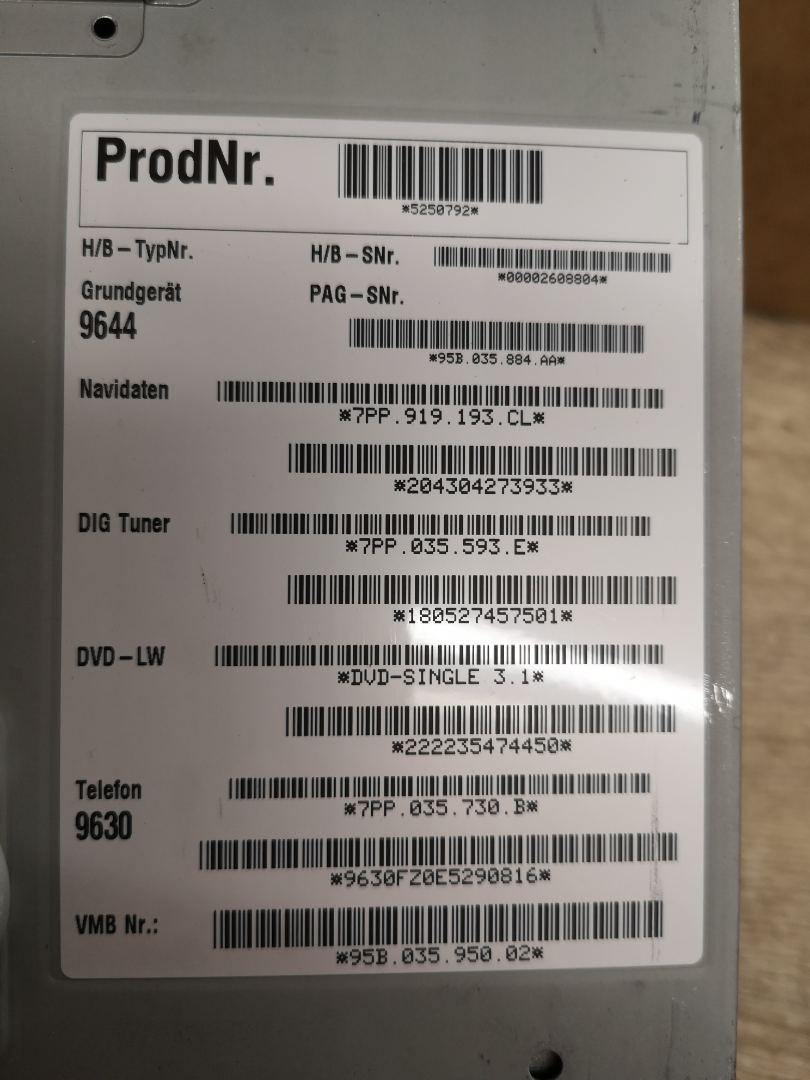 ProdNr.
*5250792*
H/B-TypNr. H/B-SNr.
*00002608804*
Grundgerät PAG-SNr.
9644
*95B.035.884.AA*
Navidaten
*7PP.919.193.CL*
*204304273933*
DIG Tuner
*7PP.035.593.E*
*180527457501*
DVD-LW
*DVD-SINGLE 3.1*
*222235474450*
Telefon
*7PP.035.730.B*
9630
*9630FZ0E5290816*
VMB Nr.:
*95B.035.950.02*